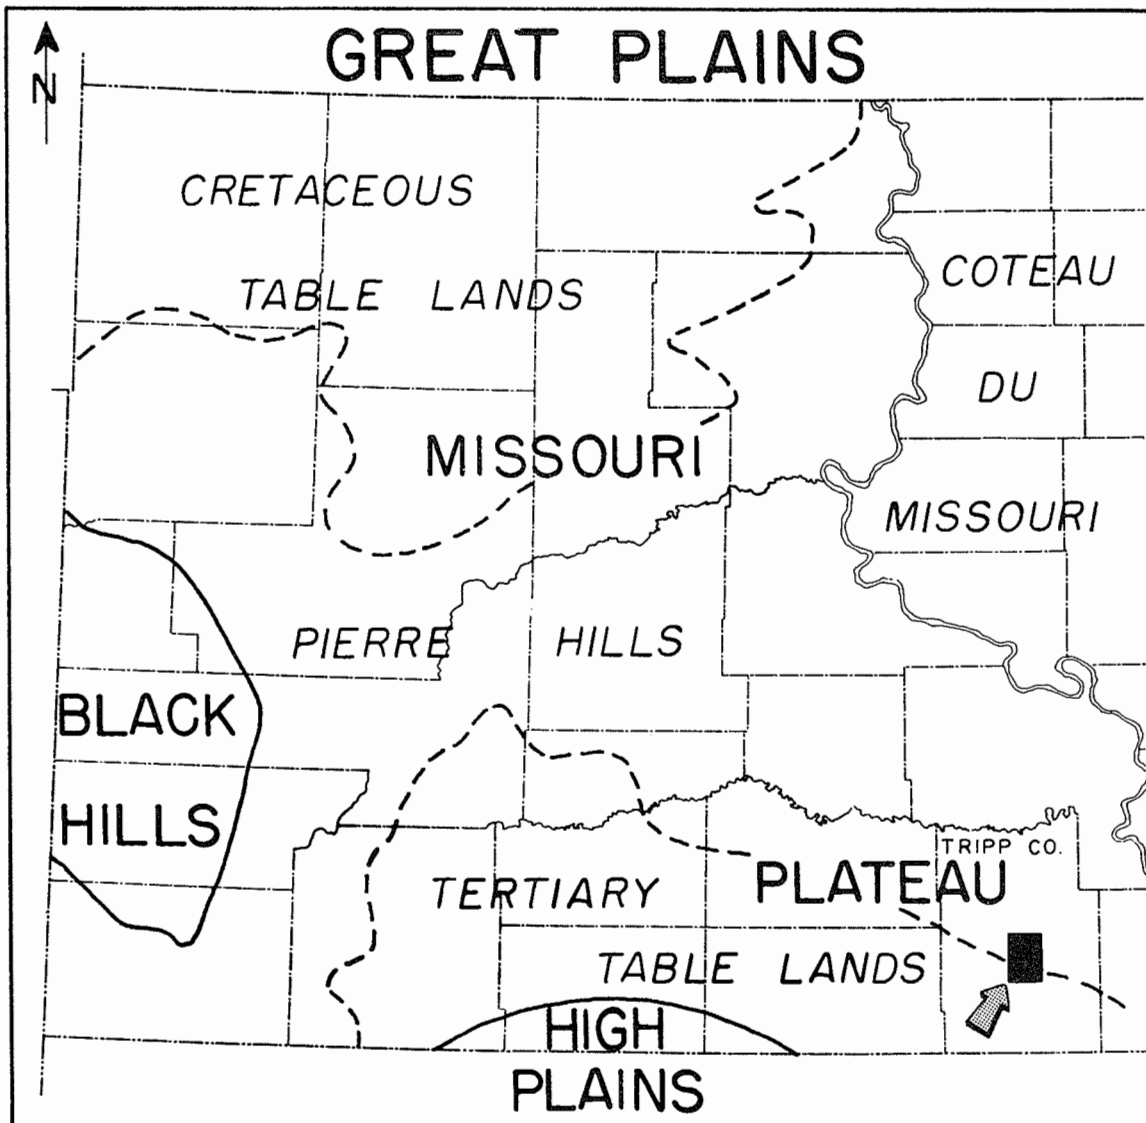 GREAT PLAINS
N
CRETACEOUS
TABLE LANDS
COTEAU
DU
MISSOURI
MISSOURI
PIERRE HILLS
BLACK
HILLS
TRIPP CO.
TERTIARY
PLATEAU
TABLE LANDS
HIGH
PLAINS